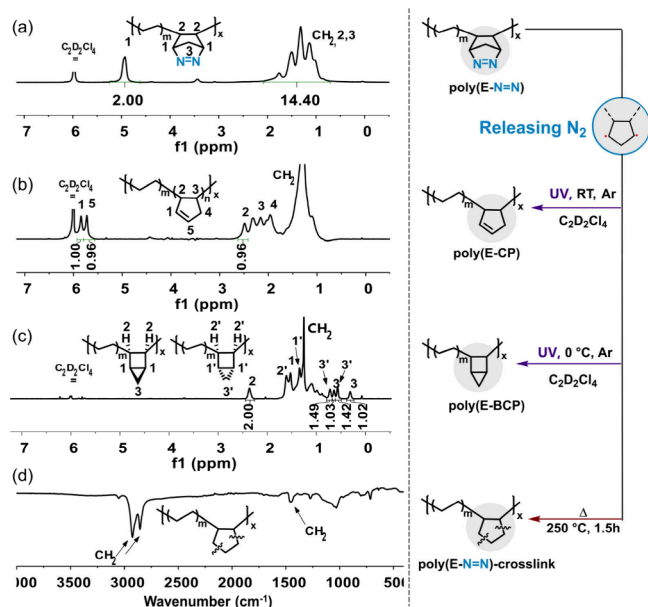 (a)
C₂D₂Cl₄
=
1
m
2 2
x
1 3 1
N=N
CH₂,2,3
2.00
14.40
7 6 5 4 3 2 1 0
f1 (ppm)
(b)
C₂D₂Cl₄
=
1 5
m 2 3 n x
1 4
5
2 3 4
CH₂
1.00
0.96
0.96
7 6 5 4 3 2 1 0
f1 (ppm)
(c)
C₂D₂Cl₄
=
2 2
H H
m x
1 1
3
2' 2'
H H
m x
1' 1'
3'
CH₂
1'
2' 1
2
3' 3'
3 3
2.00
1.49
1.03
1.42
1.02
7 6 5 4 3 2 1 0
f1 (ppm)
(d)
CH₂
m x
CH₂
4000 3500 3000 2500 2000 1500 1000 500
Wavenumber (cm⁻¹)
m x
N=N
poly(E-N=N)
Releasing N₂
m x
poly(E-CP)
UV, RT, Ar
C₂D₂Cl₄
m x
poly(E-BCP)
UV, 0 °C, Ar
C₂D₂Cl₄
m x
poly(E-N=N)-crosslink
Δ
250 °C, 1.5h